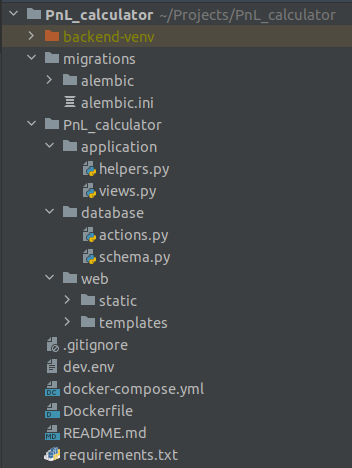 PnL_calculator ~/Projects/PnL_calculator
backend-venv
migrations
alembic
alembic.ini
PnL_calculator
application
helpers.py
views.py
database
actions.py
schema.py
web
static
templates
.gitignore
dev.env
docker-compose.yml
Dockerfile
README.md
requirements.txt